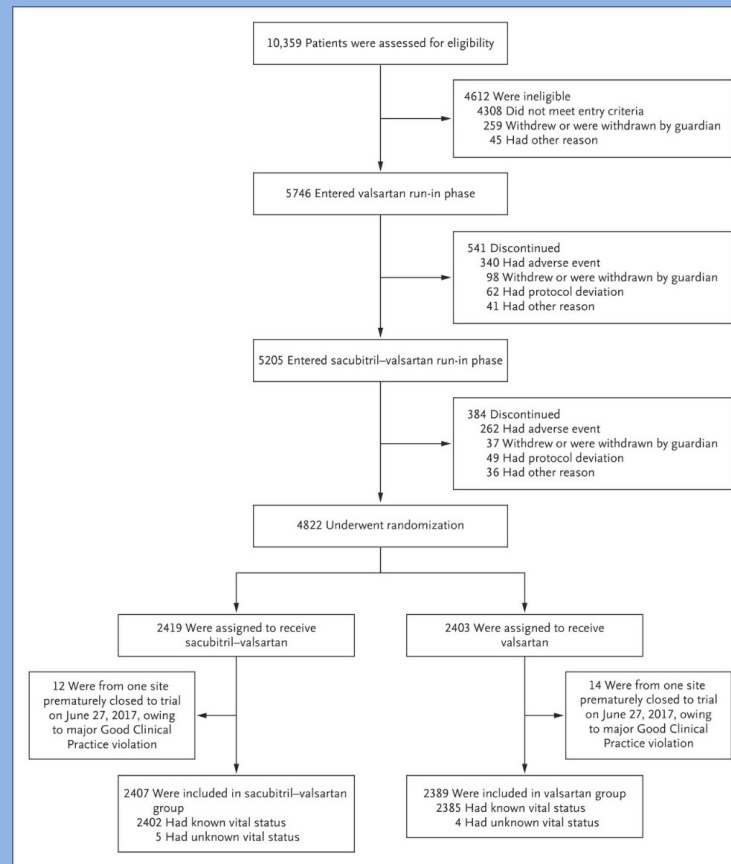 10,359 Patients were assessed for eligibility
4612 Were ineligible
4308 Did not meet entry criteria
259 Withdrew or were withdrawn by guardian
45 Had other reason
5746 Entered valsartan run-in phase
541 Discontinued
340 Had adverse event
98 Withdrew or were withdrawn by guardian
62 Had protocol deviation
41 Had other reason
5205 Entered sacubitril–valsartan run-in phase
384 Discontinued
262 Had adverse event
37 Withdrew or were withdrawn by guardian
49 Had protocol deviation
36 Had other reason
4822 Underwent randomization
2419 Were assigned to receive
sacubitril–valsartan
2403 Were assigned to receive
valsartan
12 Were from one site
prematurely closed to trial
on June 27, 2017, owing
to major Good Clinical
Practice violation
14 Were from one site
prematurely closed to trial
on June 27, 2017, owing
to major Good Clinical
Practice violation
2407 Were included in sacubitril–valsartan
group
2402 Had known vital status
5 Had unknown vital status
2389 Were included in valsartan group
2385 Had known vital status
4 Had unknown vital status